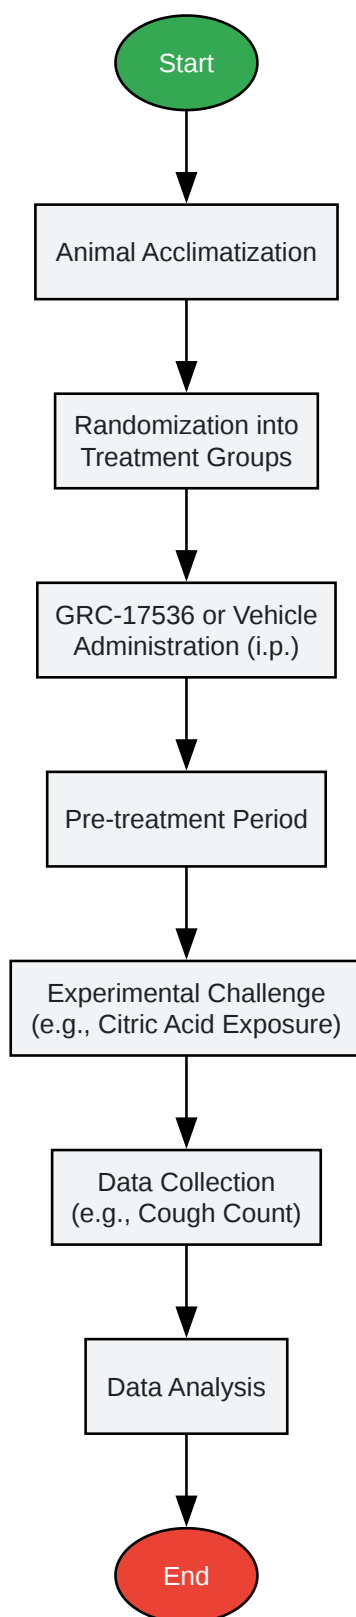 Start
Animal Acclimatization
Randomization into
Treatment Groups
GRC-17536 or Vehicle
Administration (i.p.)
Pre-treatment Period
Experimental Challenge
(e.g., Citric Acid Exposure)
Data Collection
(e.g., Cough Count)
Data Analysis
End